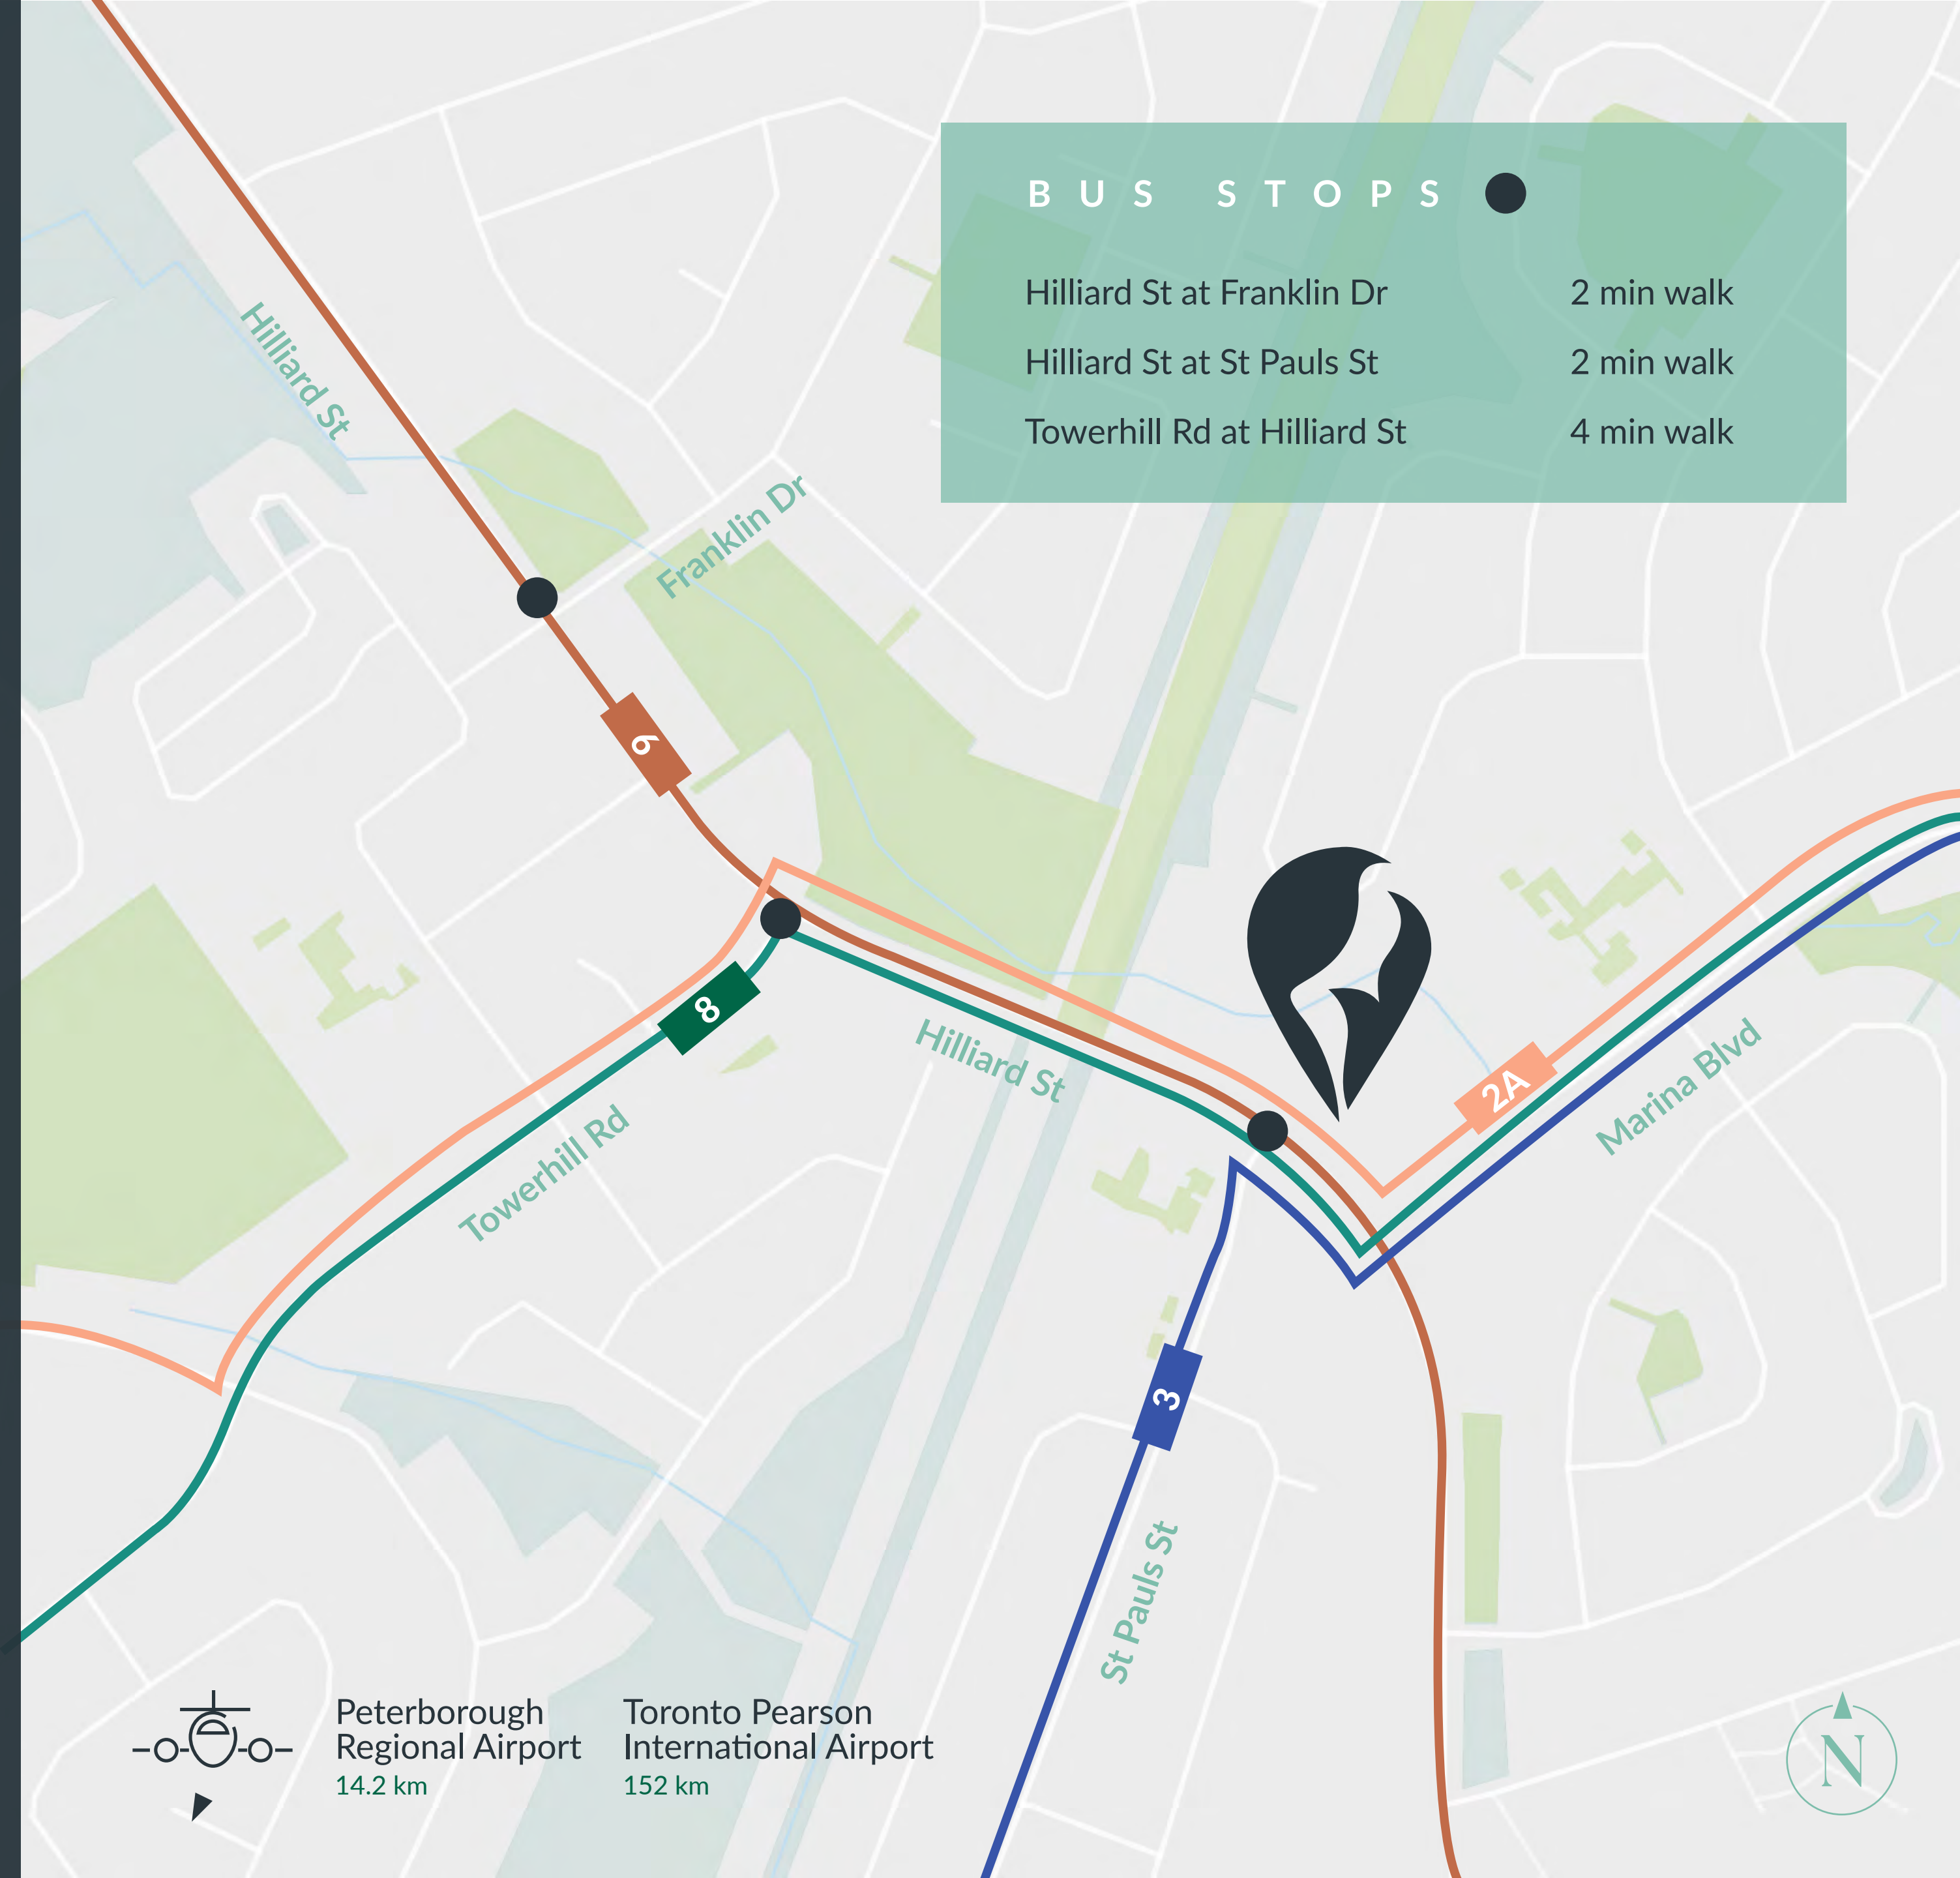 BUS STOPS
Hilliard St at Franklin Dr 2 min walk
Hilliard St at St Pauls St 2 min walk
Towerhill Rd at Hilliard St 4 min walk
Hilliard St
Franklin Dr
6
8
Hilliard St
2A
Marina Blvd
Towerhill Rd
3
St Pauls St
Peterborough
Regional Airport
14.2 km
Toronto Pearson
International Airport
152 km
N